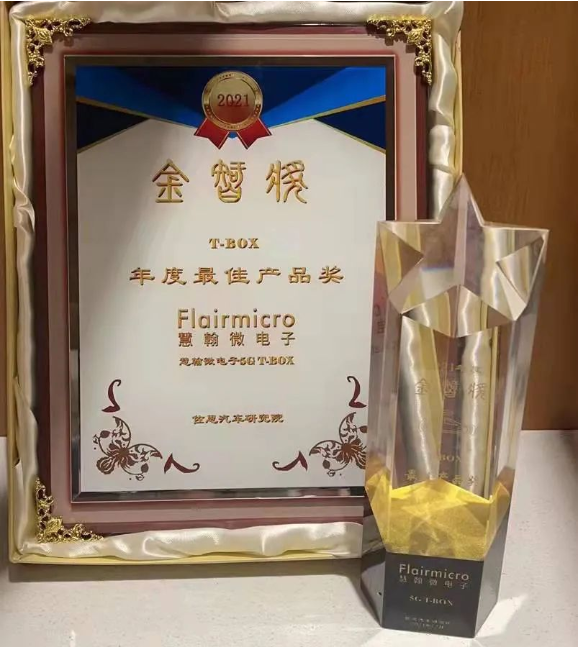 2021
金智奖
T-BOX
年度最佳产品奖
Flairmicro
慧翰微电子
慧翰微电子5G T-BOX
佐思汽车研究院
BOX
Flairmicro
慧翰微电子
5G T-BOX